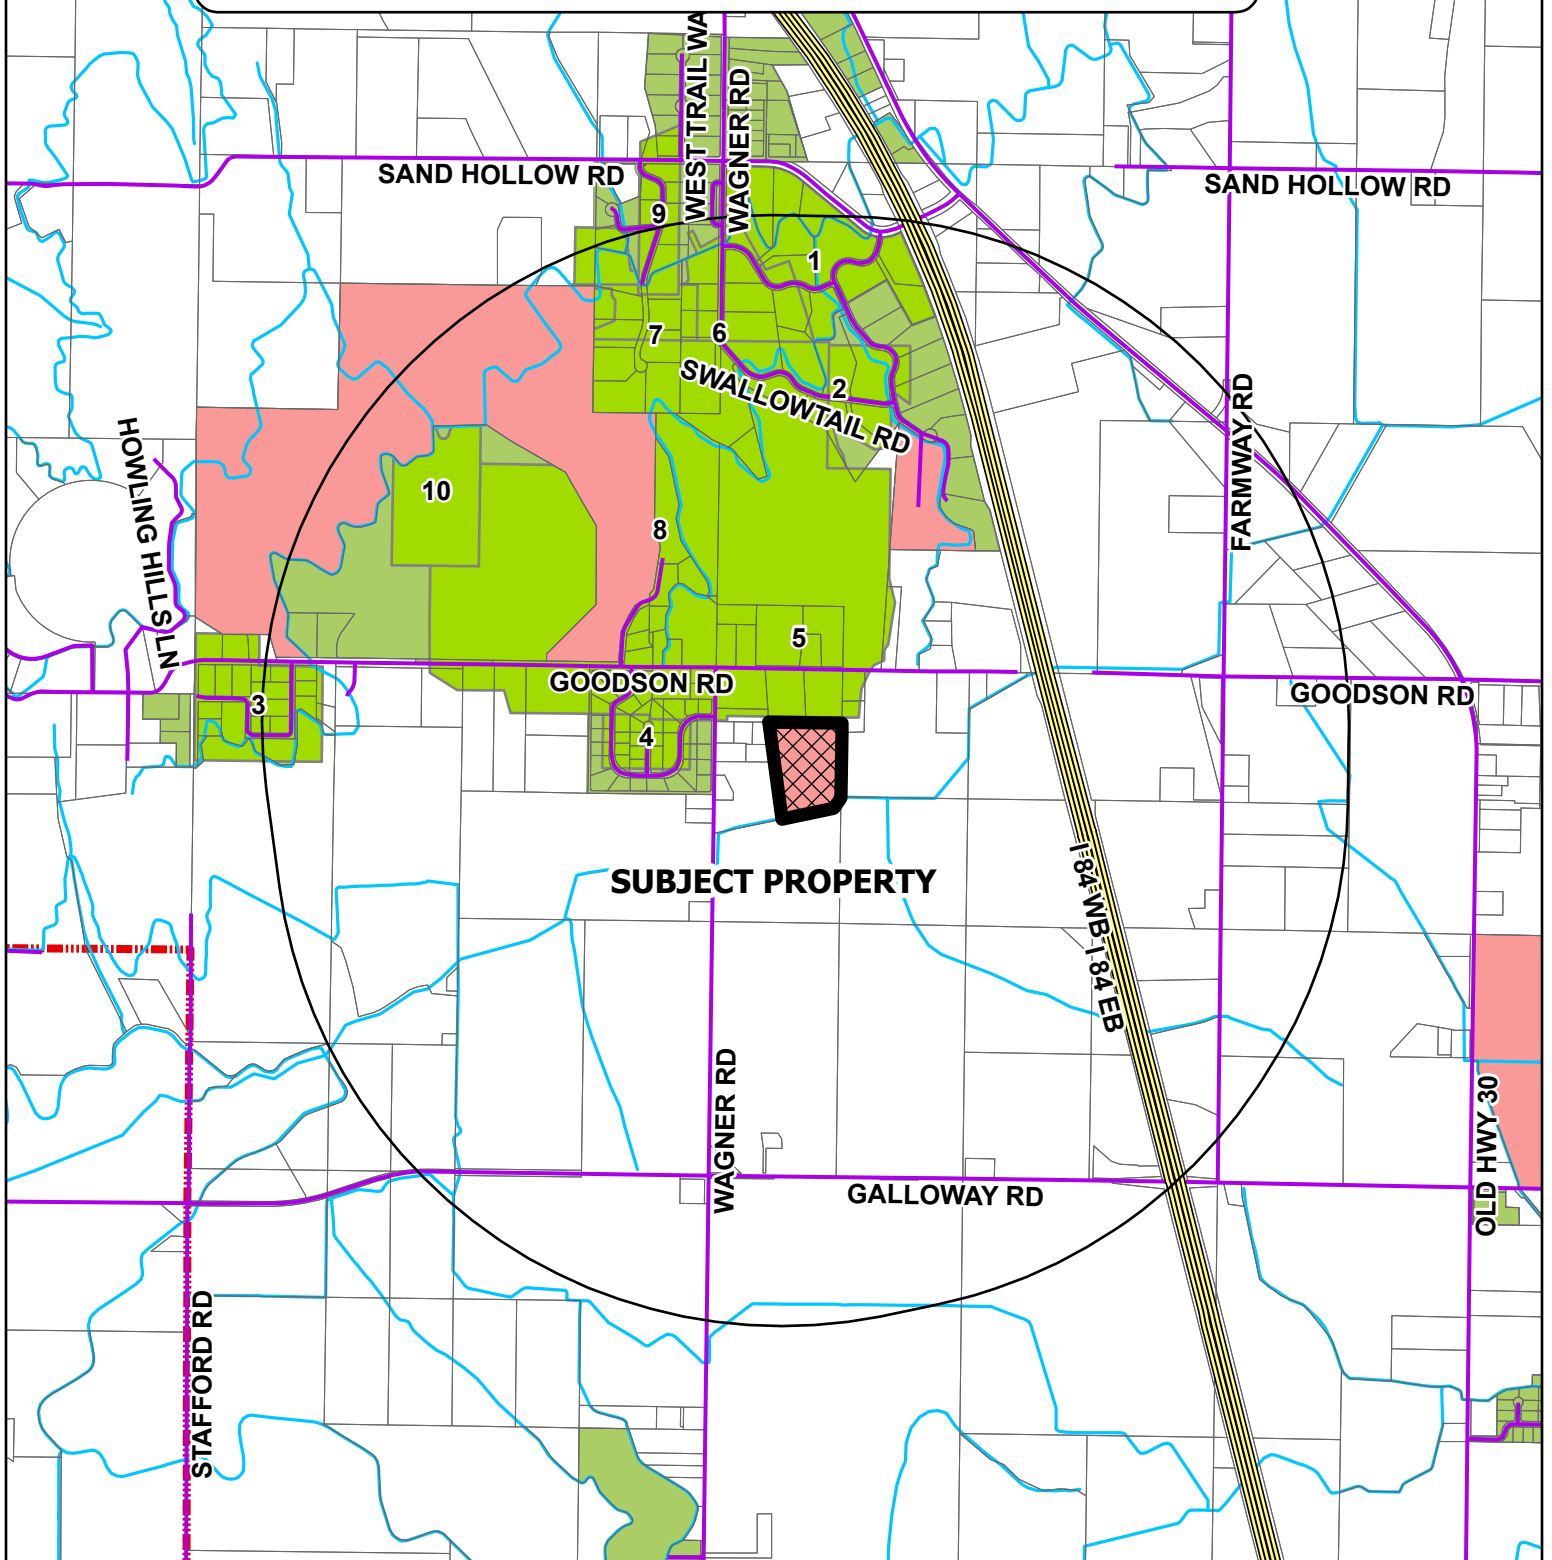 WEST TRAIL WA
WAGNER RD
SAND HOLLOW RD
SAND HOLLOW RD
9
1
7
6
SWALLOWTAIL RD
2
FARMWAY RD
HOWLING HILLS LN
10
8
5
GOODSON RD
GOODSON RD
3
4
SUBJECT PROPERTY
I 84 WB
I 84 EB
WAGNER RD
OLD HWY 30
GALLOWAY RD
STAFFORD RD